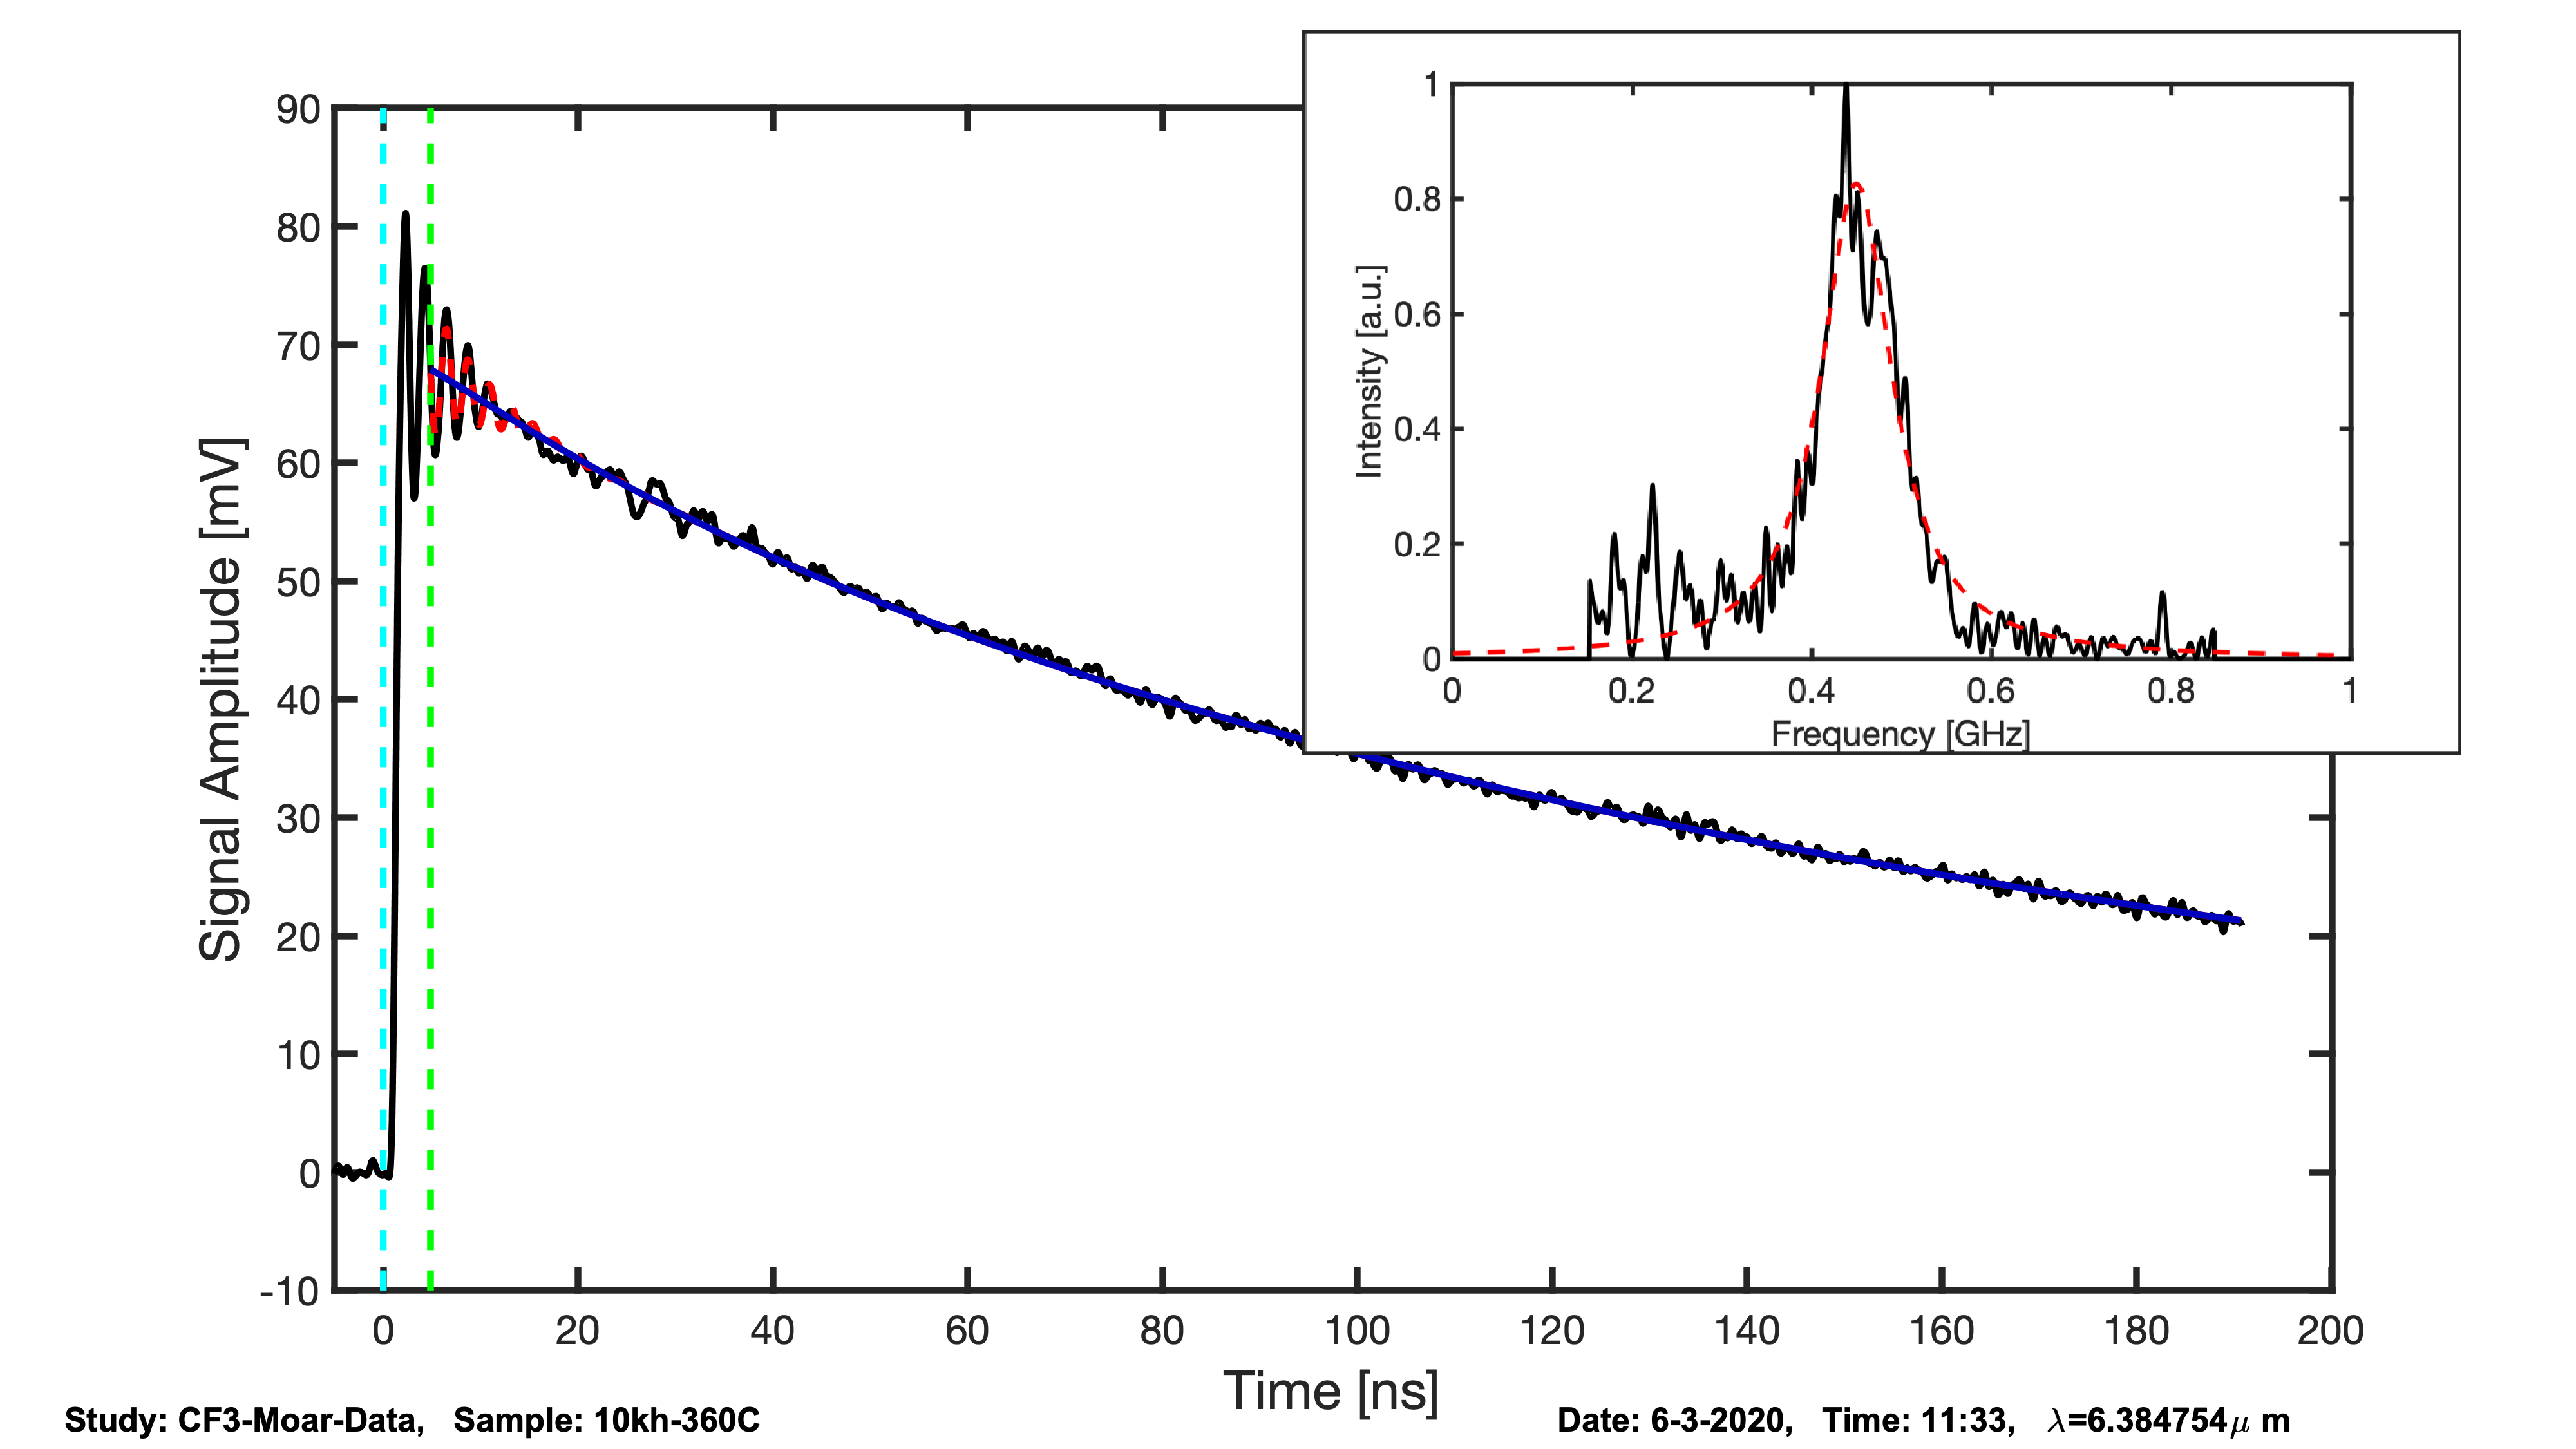 1
0.8
0.6
0.4
0.2
0
Intensity [a.u.]
0 0.2 0.4 0.6 0.8 1
Frequency [GHz]
90
80
70
60
50
40
30
20
10
0
-10
Signal Amplitude [mV]
0 20 40 60 80 100 120 140 160 180 200
Time [ns]
Study: CF3-Moar-Data, Sample: 10kh-360C
Date: 6-3-2020, Time: 11:33, λ=6.384754μ m